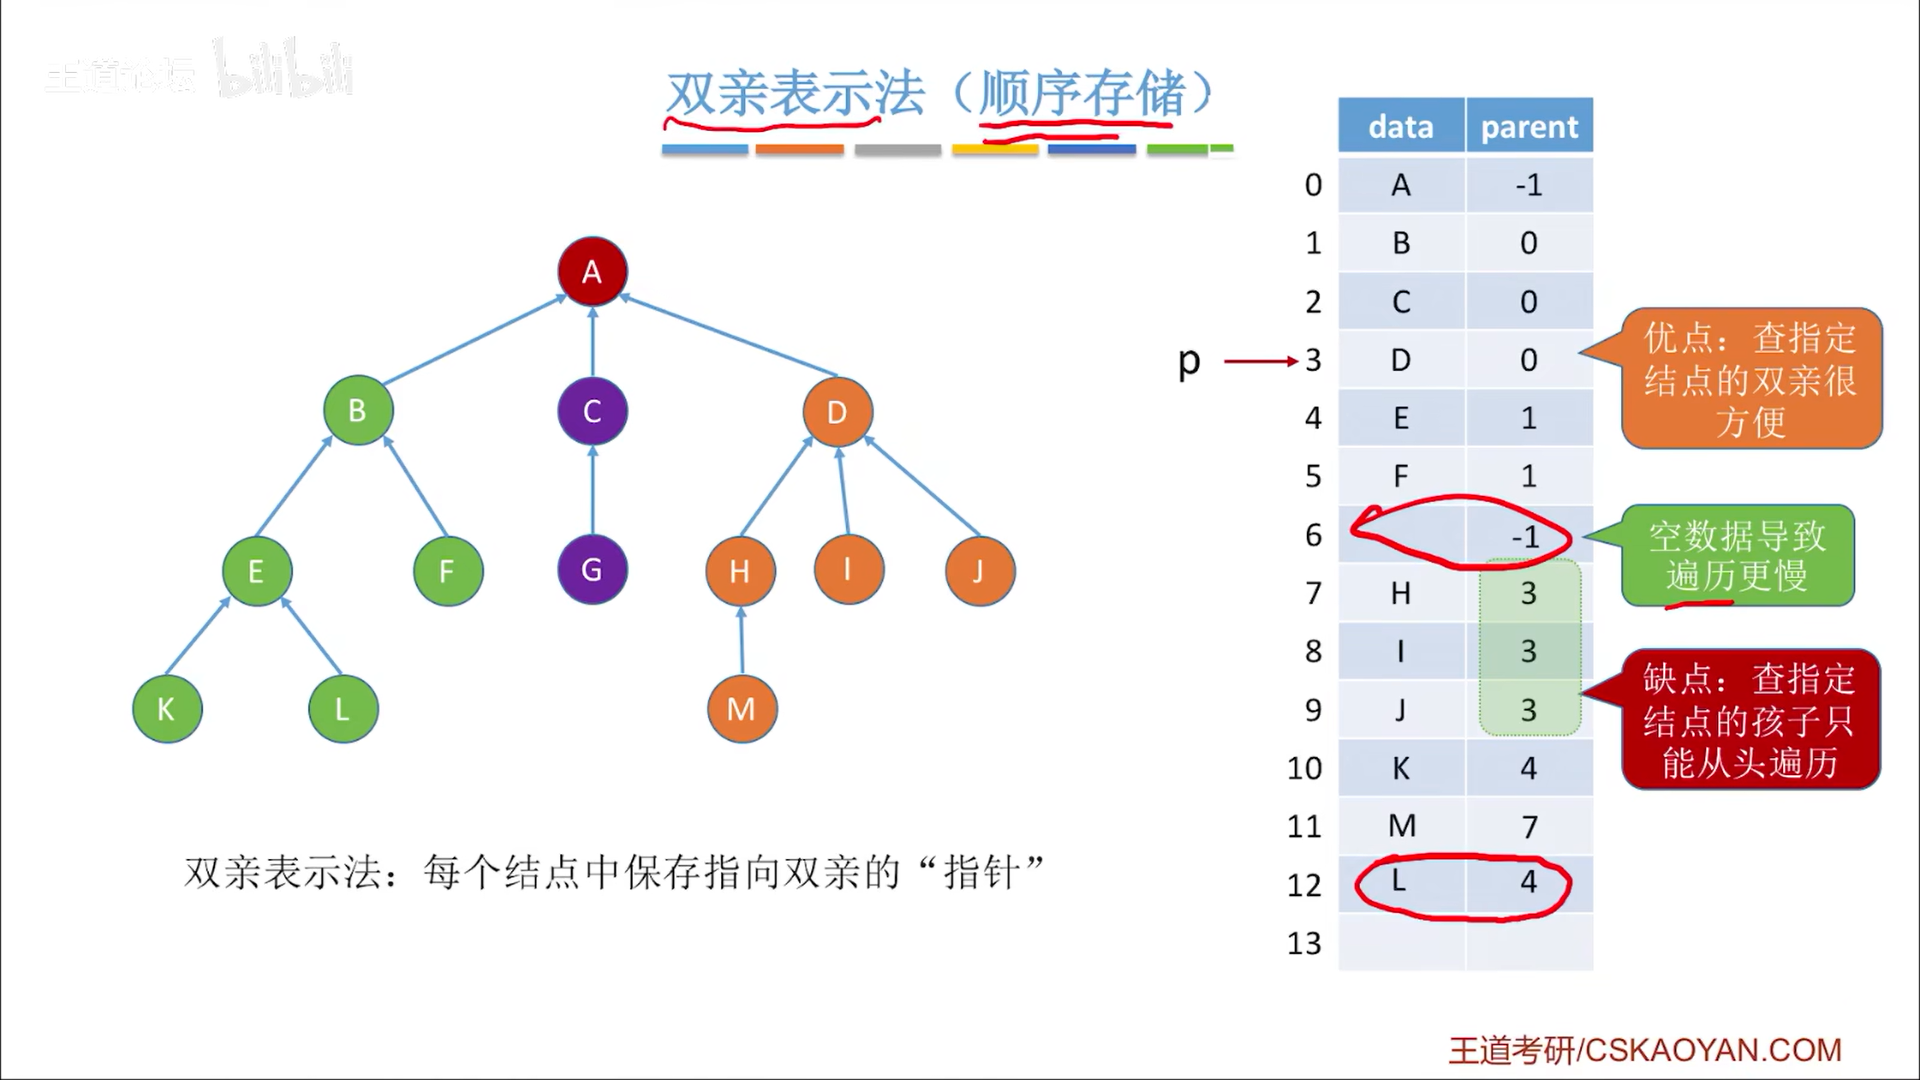 王道论坛 bilibili
双亲表示法（顺序存储）
A
B C D
E F G H I J
K L M
双亲表示法：每个结点中保存指向双亲的“指针”
p
data parent
0 A -1
1 B 0
2 C 0
3 D 0
4 E 1
5 F 1
6 -1
7 H 3
8 I 3
9 J 3
10 K 4
11 M 7
12 L 4
13
优点：查指定
结点的双亲很
方便
空数据导致
遍历更慢
缺点：查指定
结点的孩子只
能从头遍历
王道考研/CSKAOYAN.COM